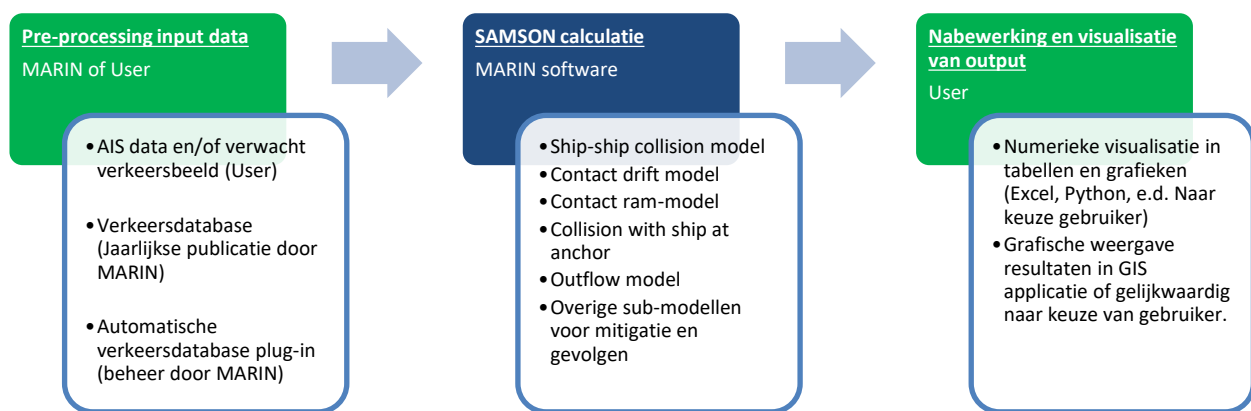 Pre-processing input data
MARIN of User
•AIS data en/of verwacht
verkeersbeeld (User)
•Verkeersdatabase
(Jaarlijkse publicatie door
MARIN)
•Automatische
verkeersdatabase plug-in
(beheer door MARIN)
SAMSON calculatie
MARIN software
•Ship-ship collision model
•Contact drift model
•Contact ram-model
•Collision with ship at
anchor
•Outflow model
•Overige sub-modellen
voor mitigatie en
gevolgen
Nabewerking en visualisatie
van output
User
•Numerieke visualisatie in
tabellen en grafieken
(Excel, Python, e.d. Naar
keuze gebruiker)
•Grafische weergave
resultaten in GIS
applicatie of gelijkwaardig
naar keuze van gebruiker.